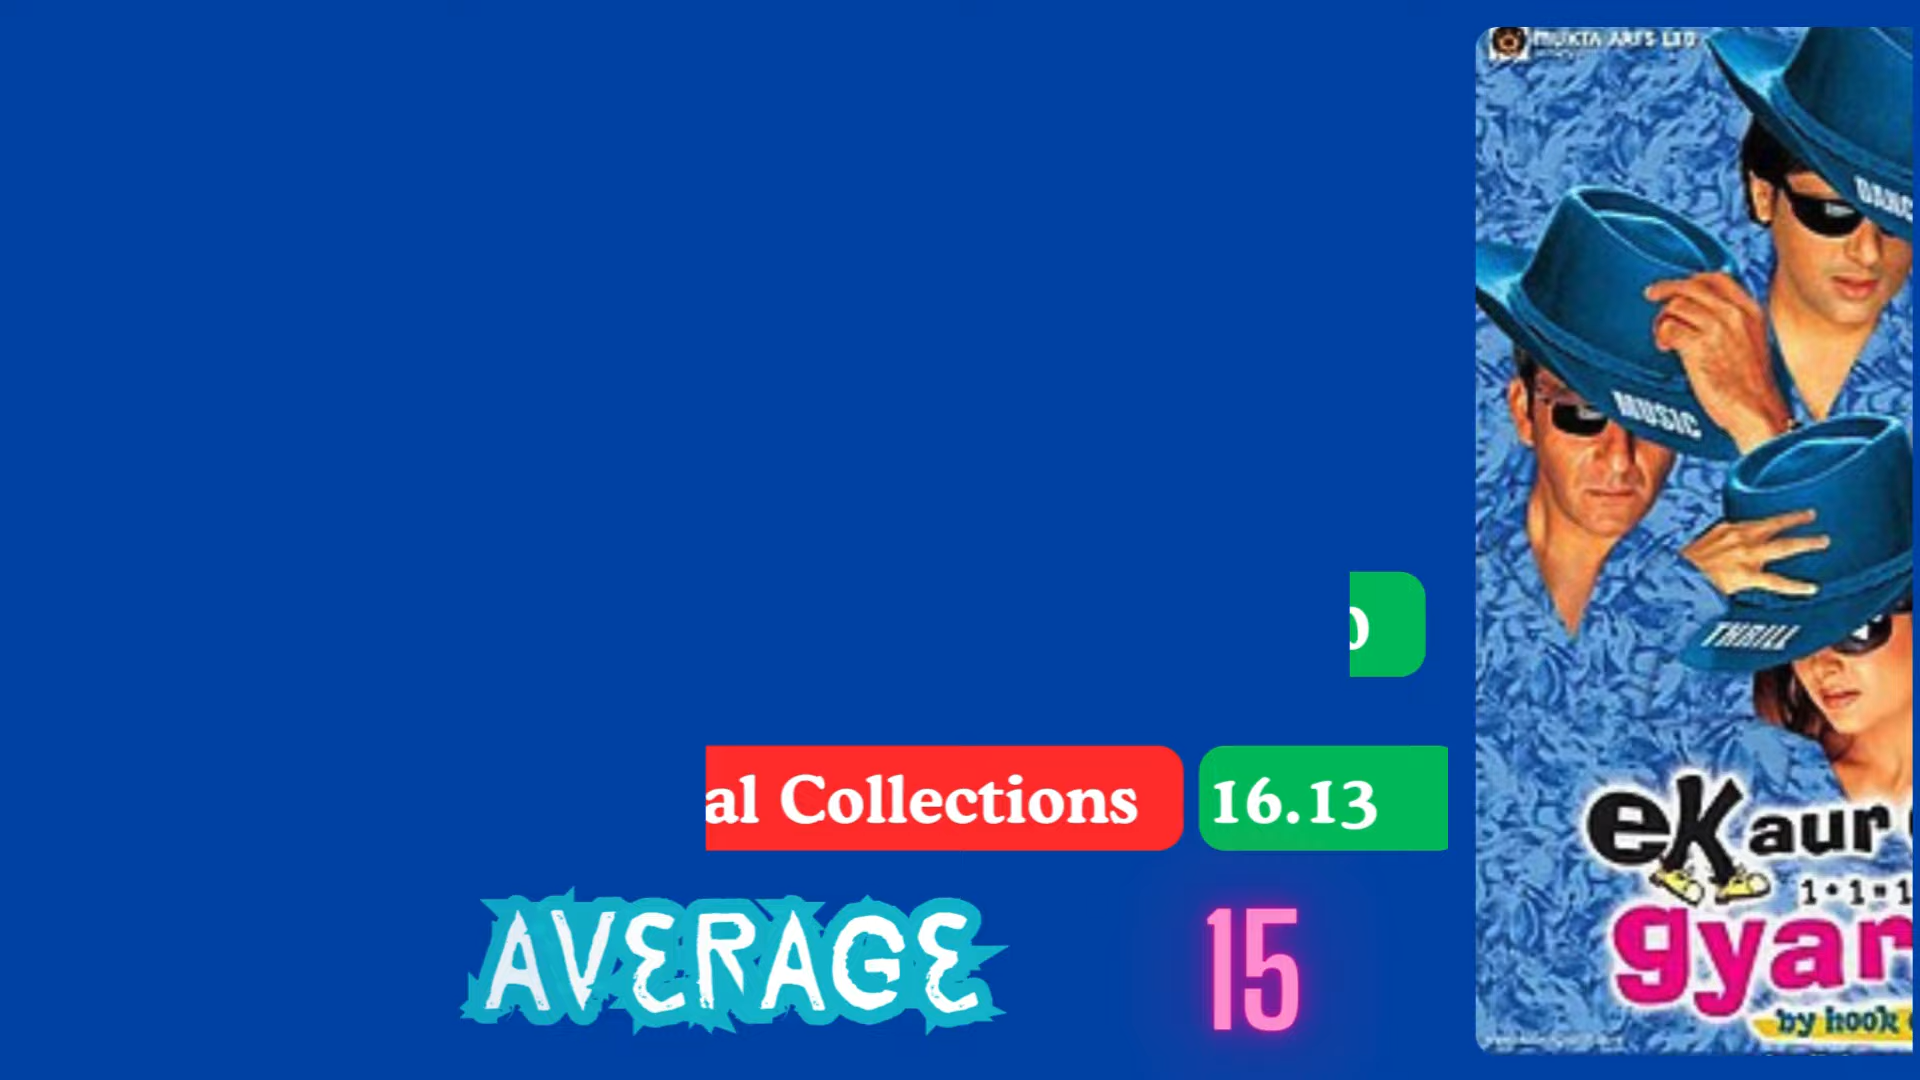 MUKTA ARTS LTD
DANC
MUSIC
THRILL
0
al Collections 16.13
AVERAGE 15
eK aur
1+1=1
gyar
by hook